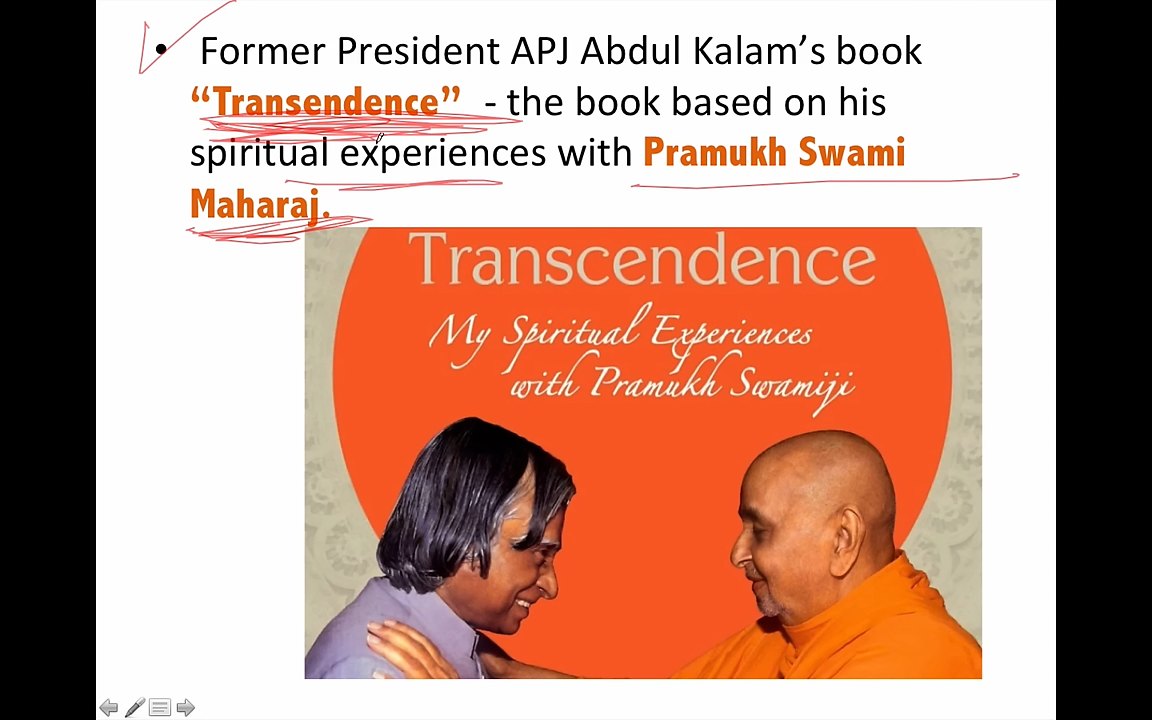 • Former President APJ Abdul Kalam’s book
“Transendence” - the book based on his
spiritual experiences with Pramukh Swami
Maharaj.
Transcendence
My Spiritual Experiences
with Pramukh Swamiji